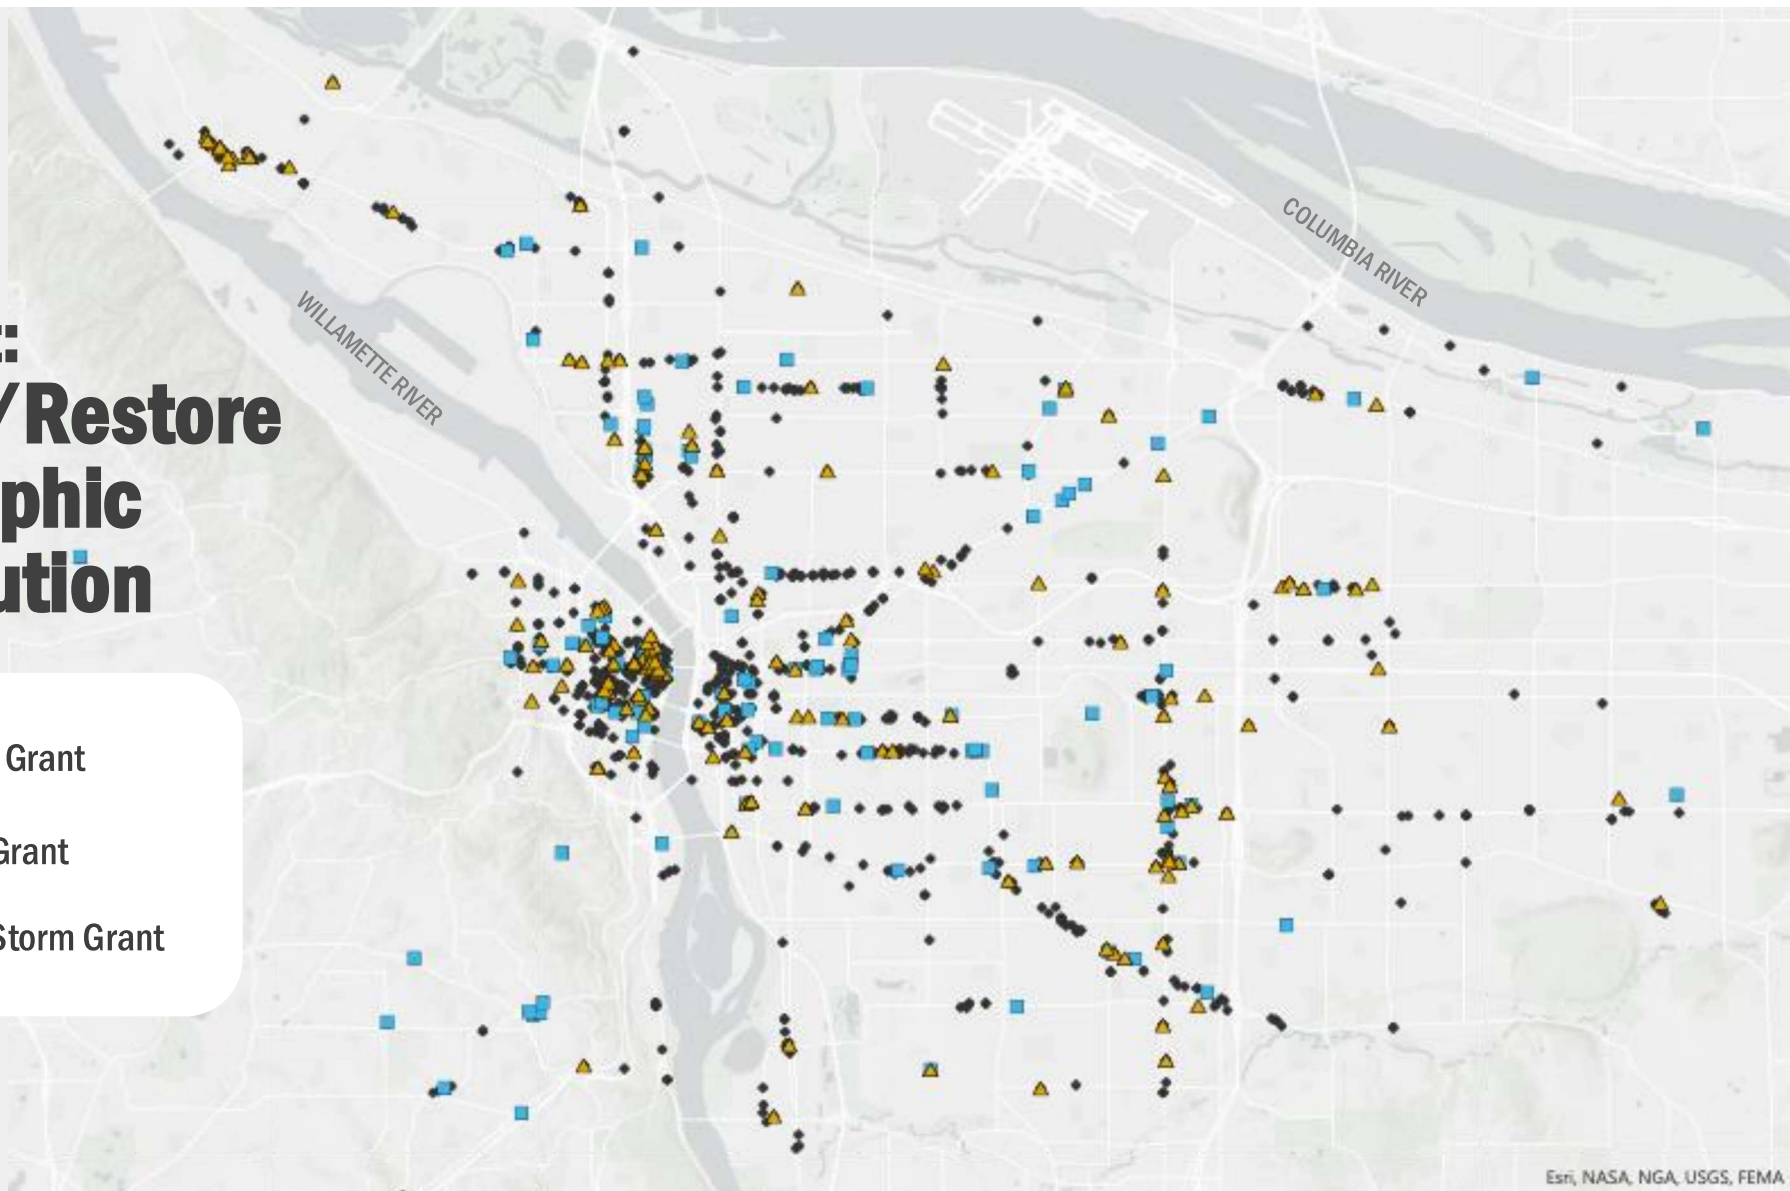 :
/Restore
phic
ution
Grant
Grant
Storm Grant
WILLAMETTE RIVER
COLUMBIA RIVER
Esri, NASA, NGA, USGS, FEMA